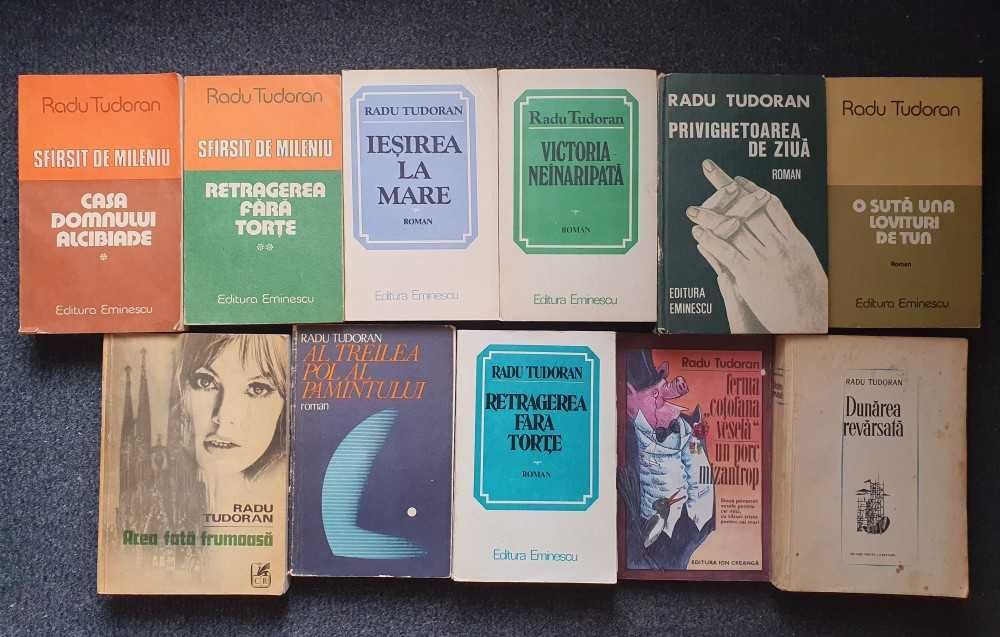 Radu Tudoran
SFIRSIT DE MILENIU
CASA
DOMNULUI
ALCIBIADE
*
Editura Eminescu
Radu Tudoran
SFIRSIT DE MILENIU
RETRAGEREA
FĂRĂ
TORȚE
**
Editura Eminescu
RADU TUDORAN
IEȘIREA
LA
MARE
ROMAN
Editura Eminescu
Radu Tudoran
VICTORIA
NEÎNARIPATĂ
ROMAN
Editura Eminescu
RADU TUDORAN
PRIVIGHETOAREA
DE ZIUĂ
ROMAN
EDITURA
EMINESCU
Radu Tudoran
O SUTĂ UNA
LOVITURI
DE TUN
Roman
Editura Eminescu
RADU
TUDORAN
Acea fată frumoasă
CR
RADU TUDORAN
AL TREILEA
POL AL
PAMÎNTULUI
roman
RADU TUDORAN
RETRAGEREA
FARA
TORȚE
ROMAN
Editura Eminescu
Radu Tudoran
ferma
„coțofana
veselă"
un porc
mizantrop
EDITURA ION CREANGĂ
RADU TUDORAN
Dunărea
revărsată